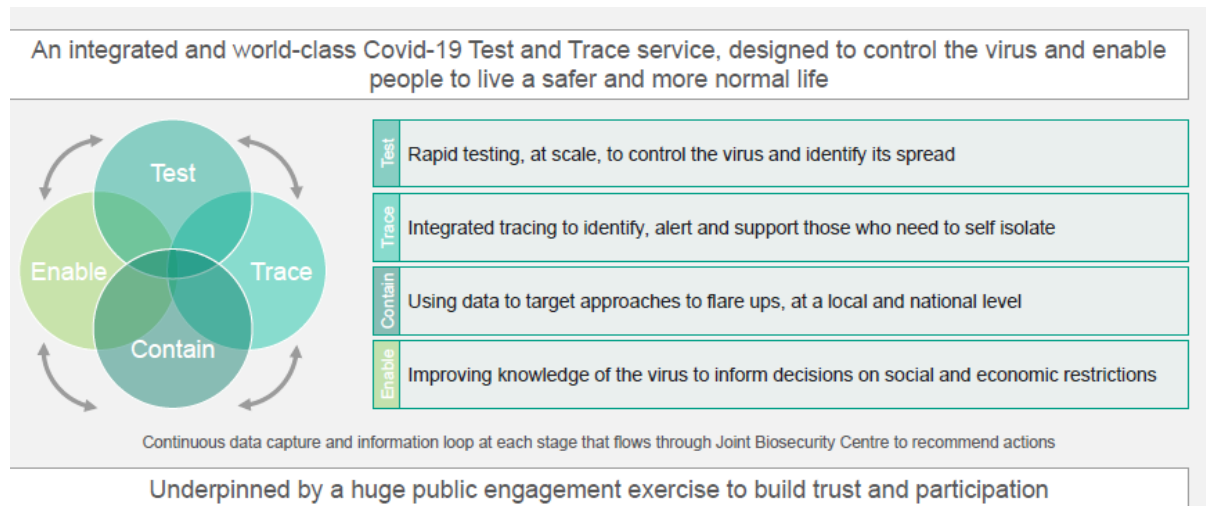 An integrated and world-class Covid-19 Test and Trace service, designed to control the virus and enable
people to live a safer and more normal life
Test
Enable
Trace
Contain
Test
Rapid testing, at scale, to control the virus and identify its spread
Trace
Integrated tracing to identify, alert and support those who need to self isolate
Contain
Using data to target approaches to flare ups, at a local and national level
Enable
Improving knowledge of the virus to inform decisions on social and economic restrictions
Continuous data capture and information loop at each stage that flows through Joint Biosecurity Centre to recommend actions
Underpinned by a huge public engagement exercise to build trust and participation